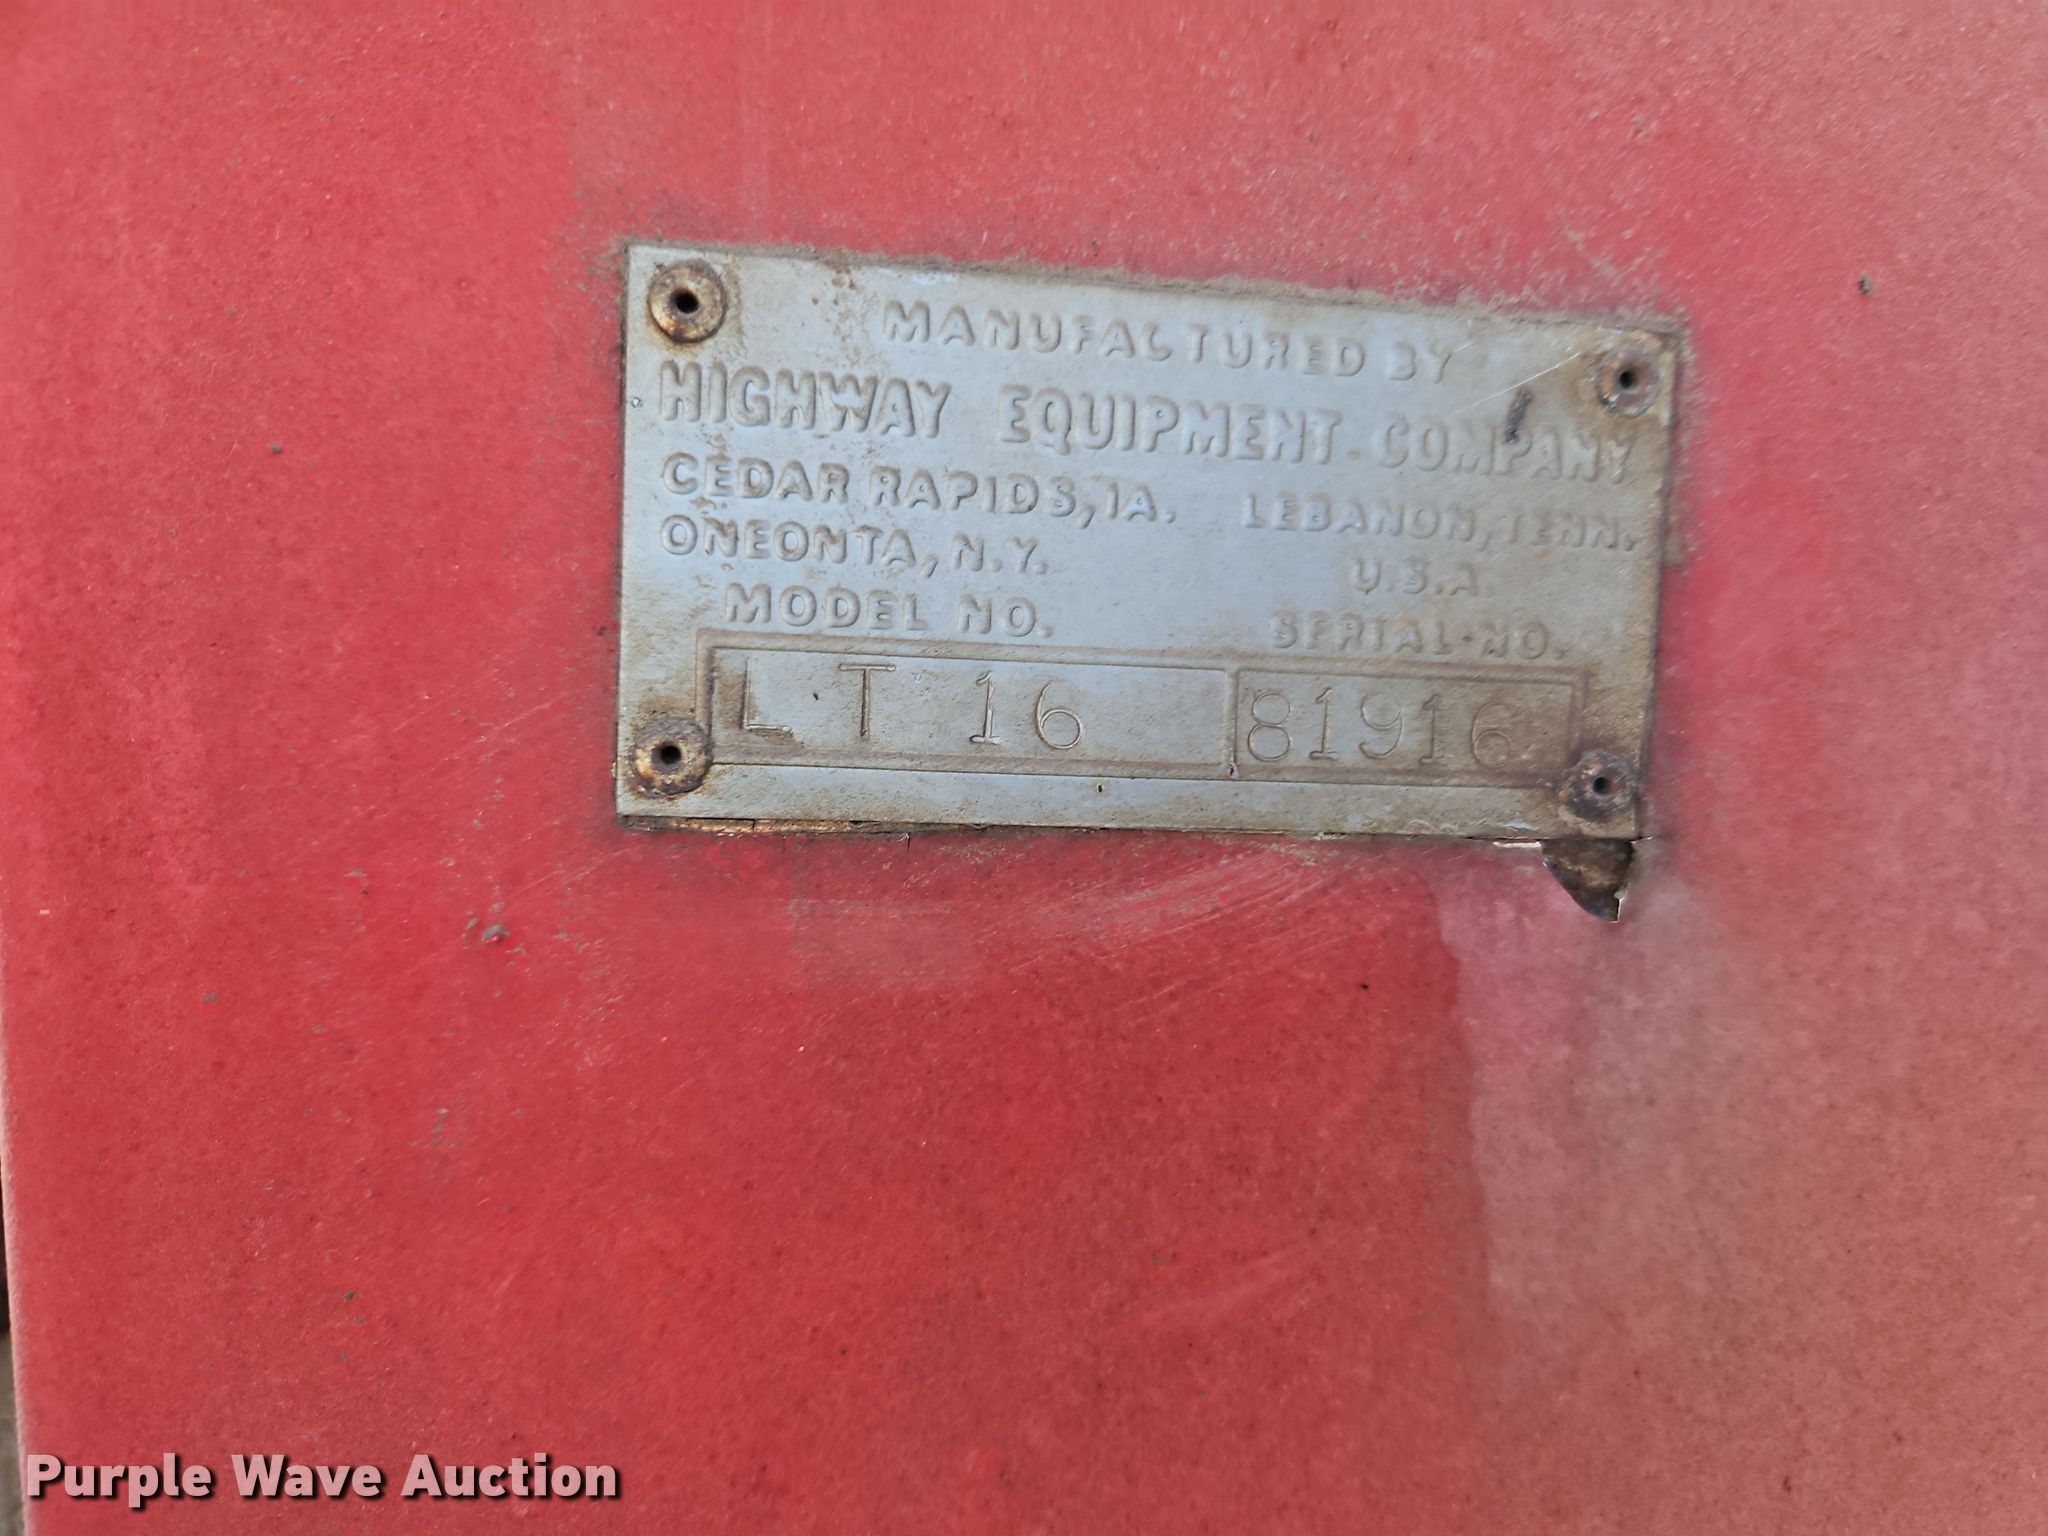 MANUFACTURED BY
HIGHWAY EQUIPMENT COMPANY
CEDAR RAPIDS, IA. LEBANON, TENN.
ONEONTA, N.Y. U.S.A.
MODEL NO. SERIAL NO.
LT 16 81916
Purple Wave Auction